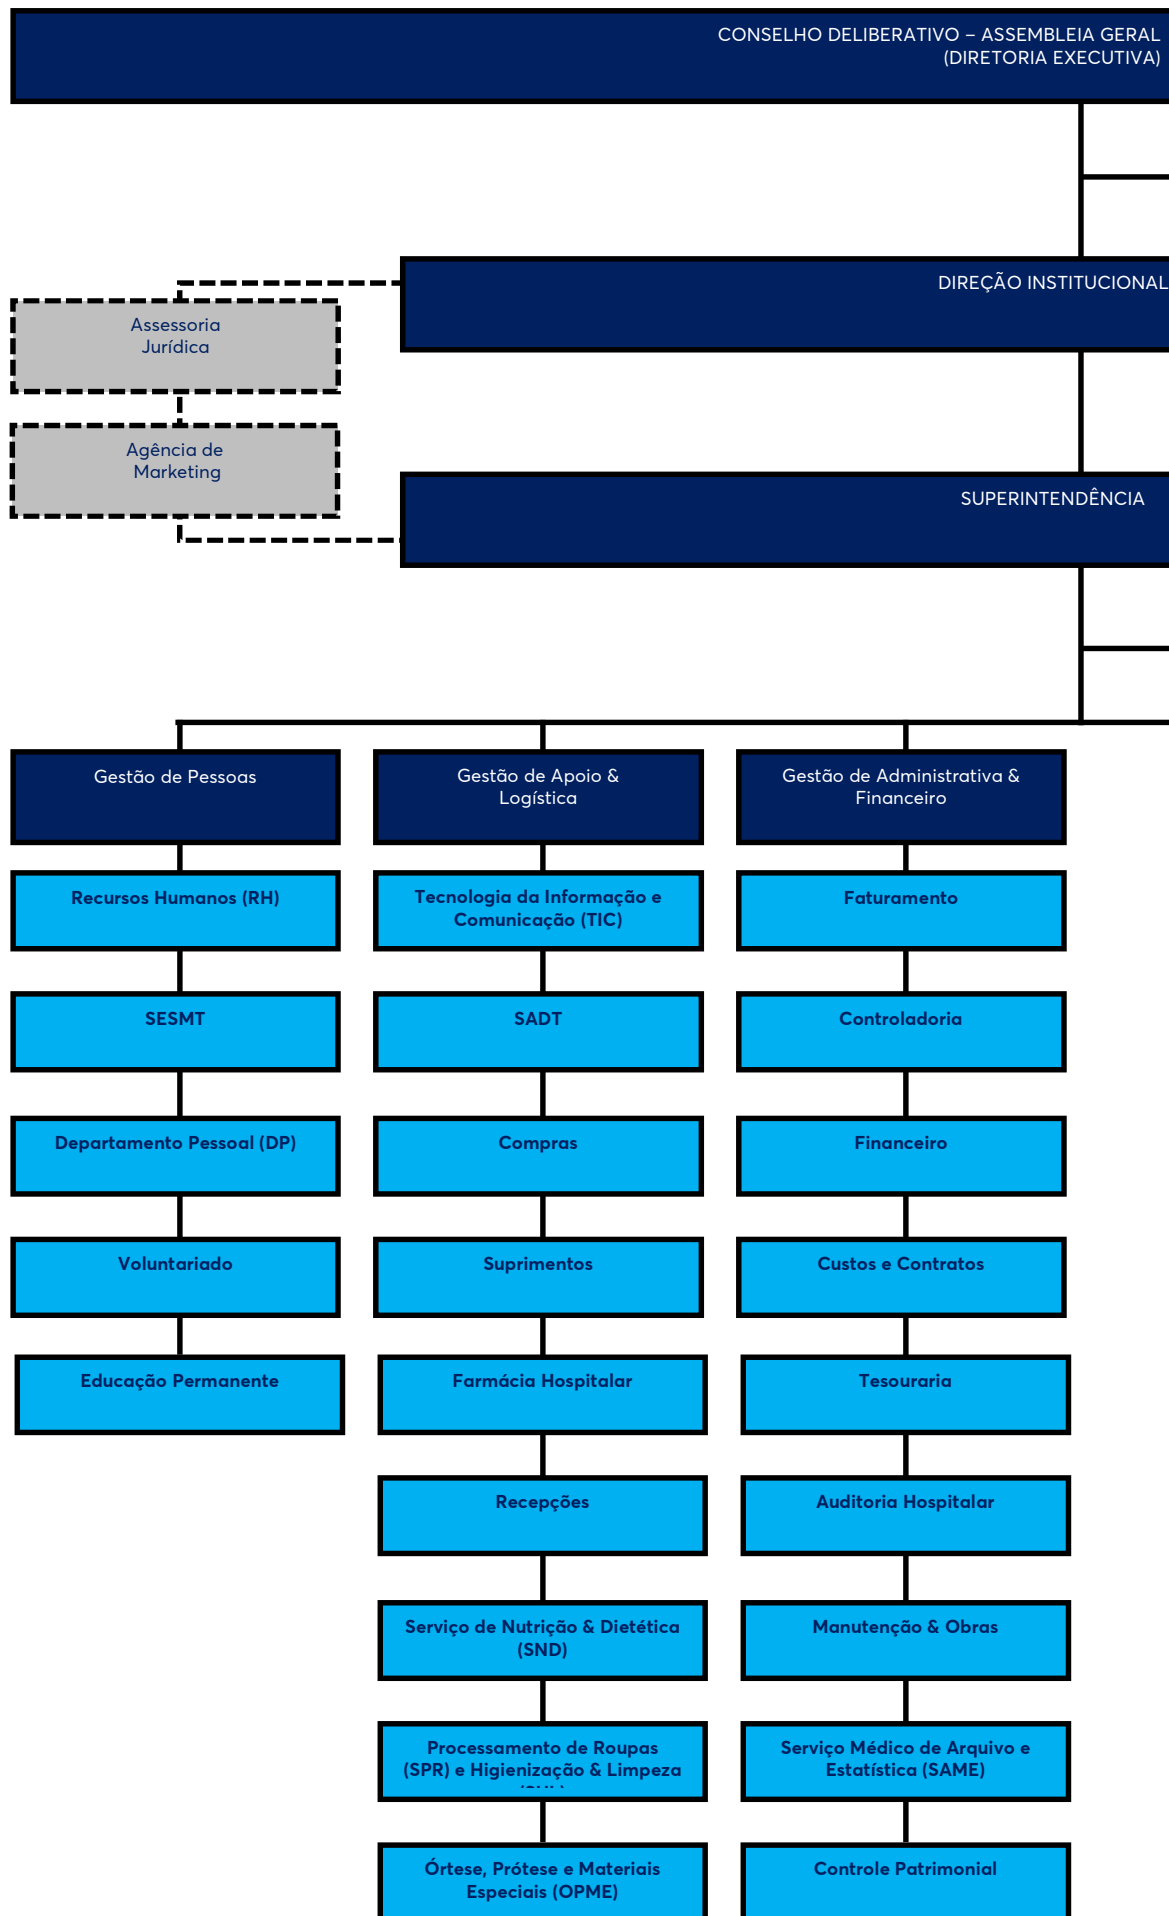 CONSELHO DELIBERATIVO – ASSEMBLEIA GERAL
(DIRETORIA EXECUTIVA)
DIREÇÃO INSTITUCIONAL
Assessoria
Jurídica
Agência de
Marketing
SUPERINTENDÊNCIA
Gestão de Pessoas
Recursos Humanos (RH)
SESMT
Departamento Pessoal (DP)
Voluntariado
Educação Permanente
Gestão de Apoio &
Logística
Tecnologia da Informação e
Comunicação (TIC)
SADT
Compras
Suprimentos
Farmácia Hospitalar
Recepções
Serviço de Nutrição & Dietética
(SND)
Processamento de Roupas
(SPR) e Higienização & Limpeza
Órtese, Prótese e Materiais
Especiais (OPME)
Gestão de Administrativa &
Financeiro
Faturamento
Controladoria
Financeiro
Custos e Contratos
Tesouraria
Auditoria Hospitalar
Manutenção & Obras
Serviço Médico de Arquivo e
Estatística (SAME)
Controle Patrimonial